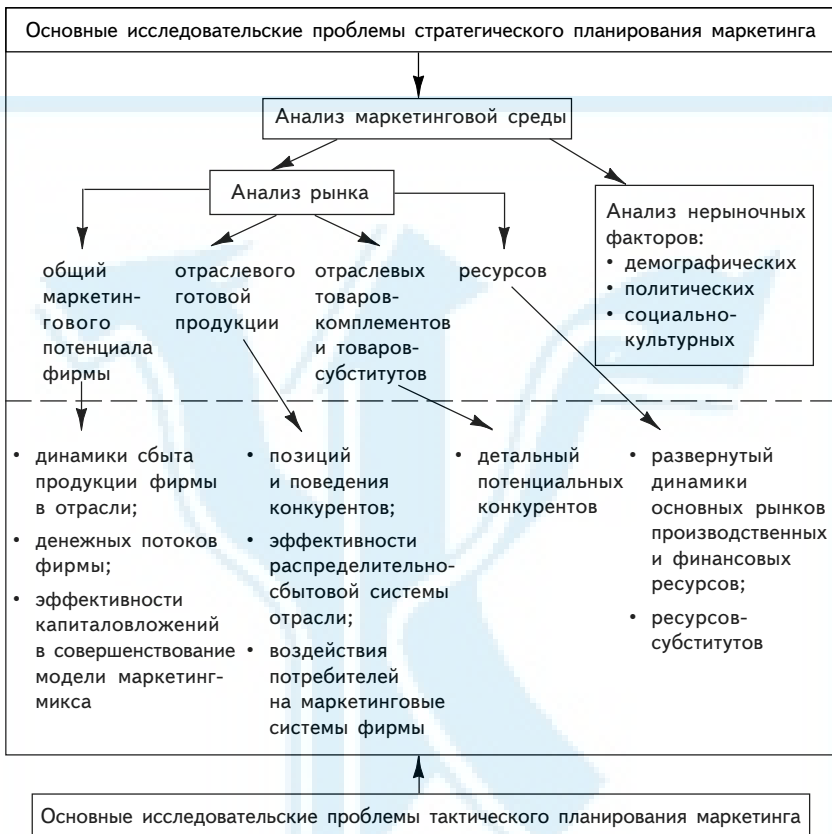 Основные исследовательские проблемы стратегического планирования маркетинга
Анализ маркетинговой среды
Анализ рынка
Анализ нерыночных
факторов:
• демографических
• политических
• социально-
культурных
общий
маркетин-
гового
потенциала
фирмы
отраслевого
готовой
продукции
отраслевых
товаров-
комплементов
и товаров-
субститутов
ресурсов
• динамики сбыта
продукции фирмы
в отрасли;
• денежных потоков
фирмы;
• эффективности
капиталовложений
в совершенствование
модели маркетинг-
микса
• позиций
и поведения
конкурентов;
• эффективности
распределительно-
сбытовой системы
отрасли;
• воздействия
потребителей
на маркетинговые
системы фирмы
• детальный
потенциальных
конкурентов
• развернутый
динамики
основных рынков
производственных
и финансовых
ресурсов;
• ресурсов-
субститутов
Основные исследовательские проблемы тактического планирования маркетинга